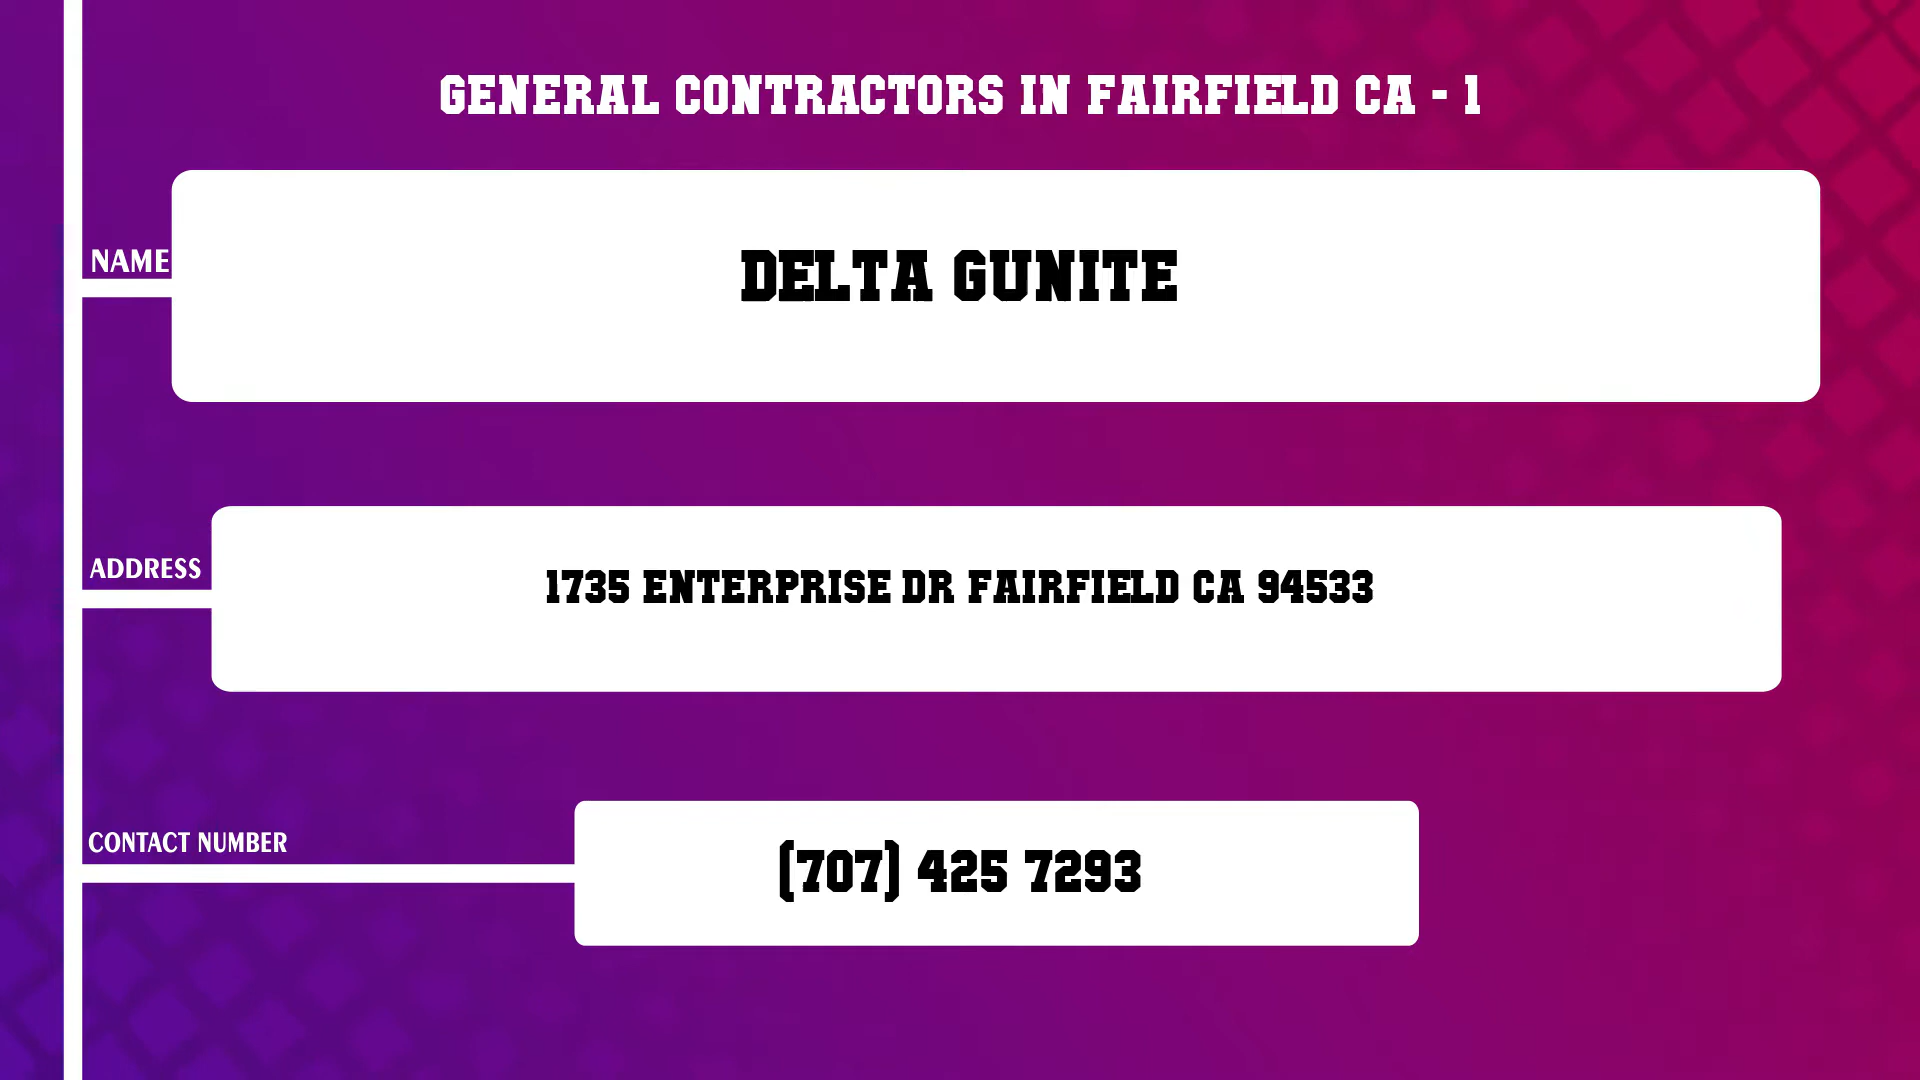 GENERAL CONTRACTORS IN FAIRFIELD CA - 1
NAME
DELTA GUNITE
ADDRESS
1735 ENTERPRISE DR FAIRFIELD CA 94533
CONTACT NUMBER
(707) 425 7293